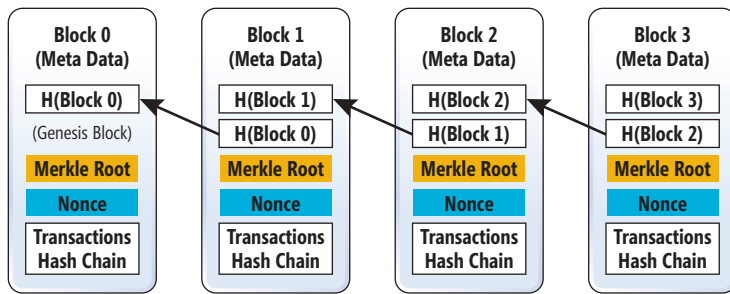 Block 0
(Meta Data)
H(Block 0)
(Genesis Block)
Merkle Root
Nonce
Transactions
Hash Chain
Block 1
(Meta Data)
H(Block 1)
H(Block 0)
Merkle Root
Nonce
Transactions
Hash Chain
Block 2
(Meta Data)
H(Block 2)
H(Block 1)
Merkle Root
Nonce
Transactions
Hash Chain
Block 3
(Meta Data)
H(Block 3)
H(Block 2)
Merkle Root
Nonce
Transactions
Hash Chain